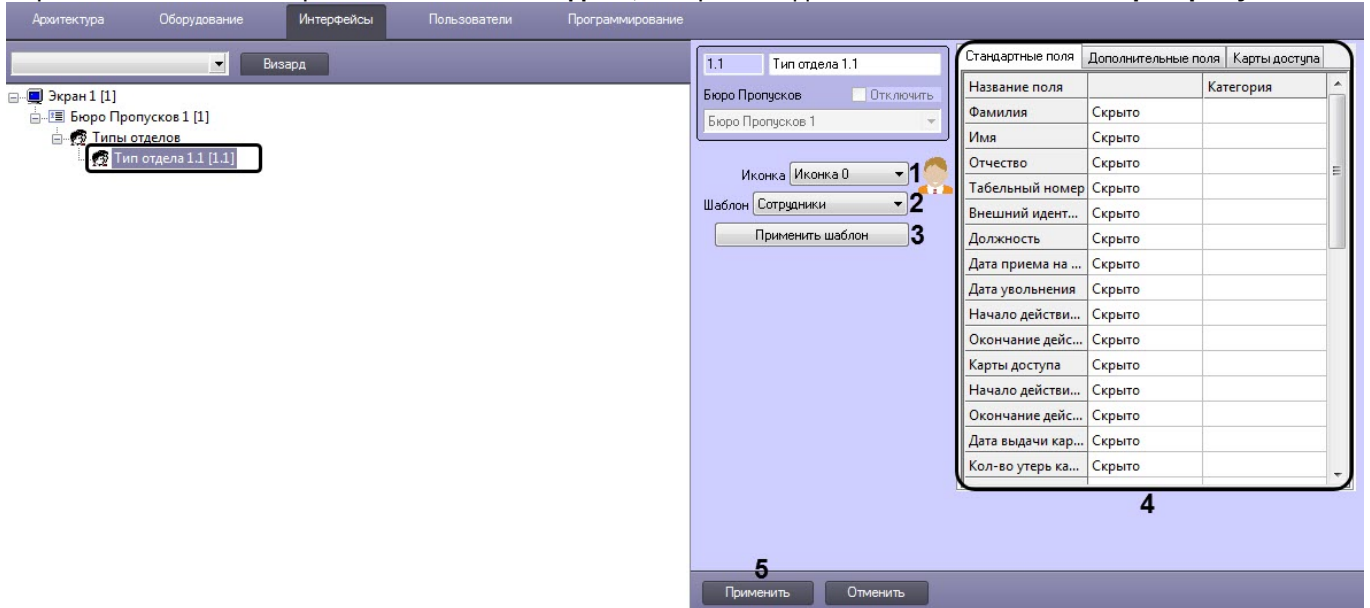 Архитектура Оборудование Интерфейсы Пользователи Программирование
Визард
Экран 1 [1]
Бюро Пропусков 1 [1]
Типы отделов
Тип отдела 1.1 [1.1]
1.1 Тип отдела 1.1
Бюро Пропусков Отключить
Бюро Пропусков 1
Иконка Иконка 0 1
Шаблон Сотрудники 2
Применить шаблон 3
Стандартные поля Дополнительные поля Карты доступа
Название поля Категория
Фамилия Скрыто
Имя Скрыто
Отчество Скрыто
Табельный номер Скрыто
Внешний идент... Скрыто
Должность Скрыто
Дата приема на ... Скрыто
Дата увольнения Скрыто
Начало действи... Скрыто
Окончание дейс... Скрыто
Карты доступа Скрыто
Начало действи... Скрыто
Окончание дейс... Скрыто
Дата выдачи кар... Скрыто
Кол-во утерь ка... Скрыто
4
5
Применить Отменить